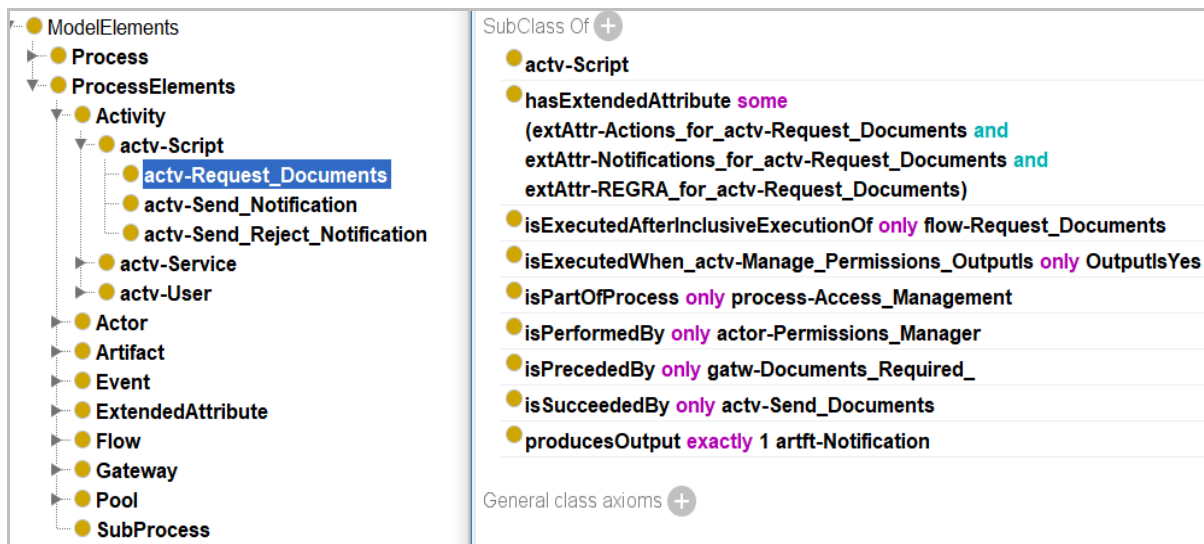 ModelElements
Process
ProcessElements
Activity
actv-Script
actv-Request_Documents
actv-Send_Notification
actv-Send_Reject_Notification
actv-Service
actv-User
Actor
Artifact
Event
ExtendedAttribute
Flow
Gateway
Pool
SubProcess
SubClass Of
actv-Script
hasExtendedAttribute some
(extAttr-Actions_for_actv-Request_Documents and
extAttr-Notifications_for_actv-Request_Documents and
extAttr-REGRA_for_actv-Request_Documents)
isExecutedAfterInclusiveExecutionOf only flow-Request_Documents
isExecutedWhen_actv-Manage_Permissions_OutputIs only OutputIsYes
isPartOfProcess only process-Access_Management
isPerformedBy only actor-Permissions_Manager
isPrecededBy only gatw-Documents_Required_
isSucceededBy only actv-Send_Documents
producesOutput exactly 1 artft-Notification
General class axioms